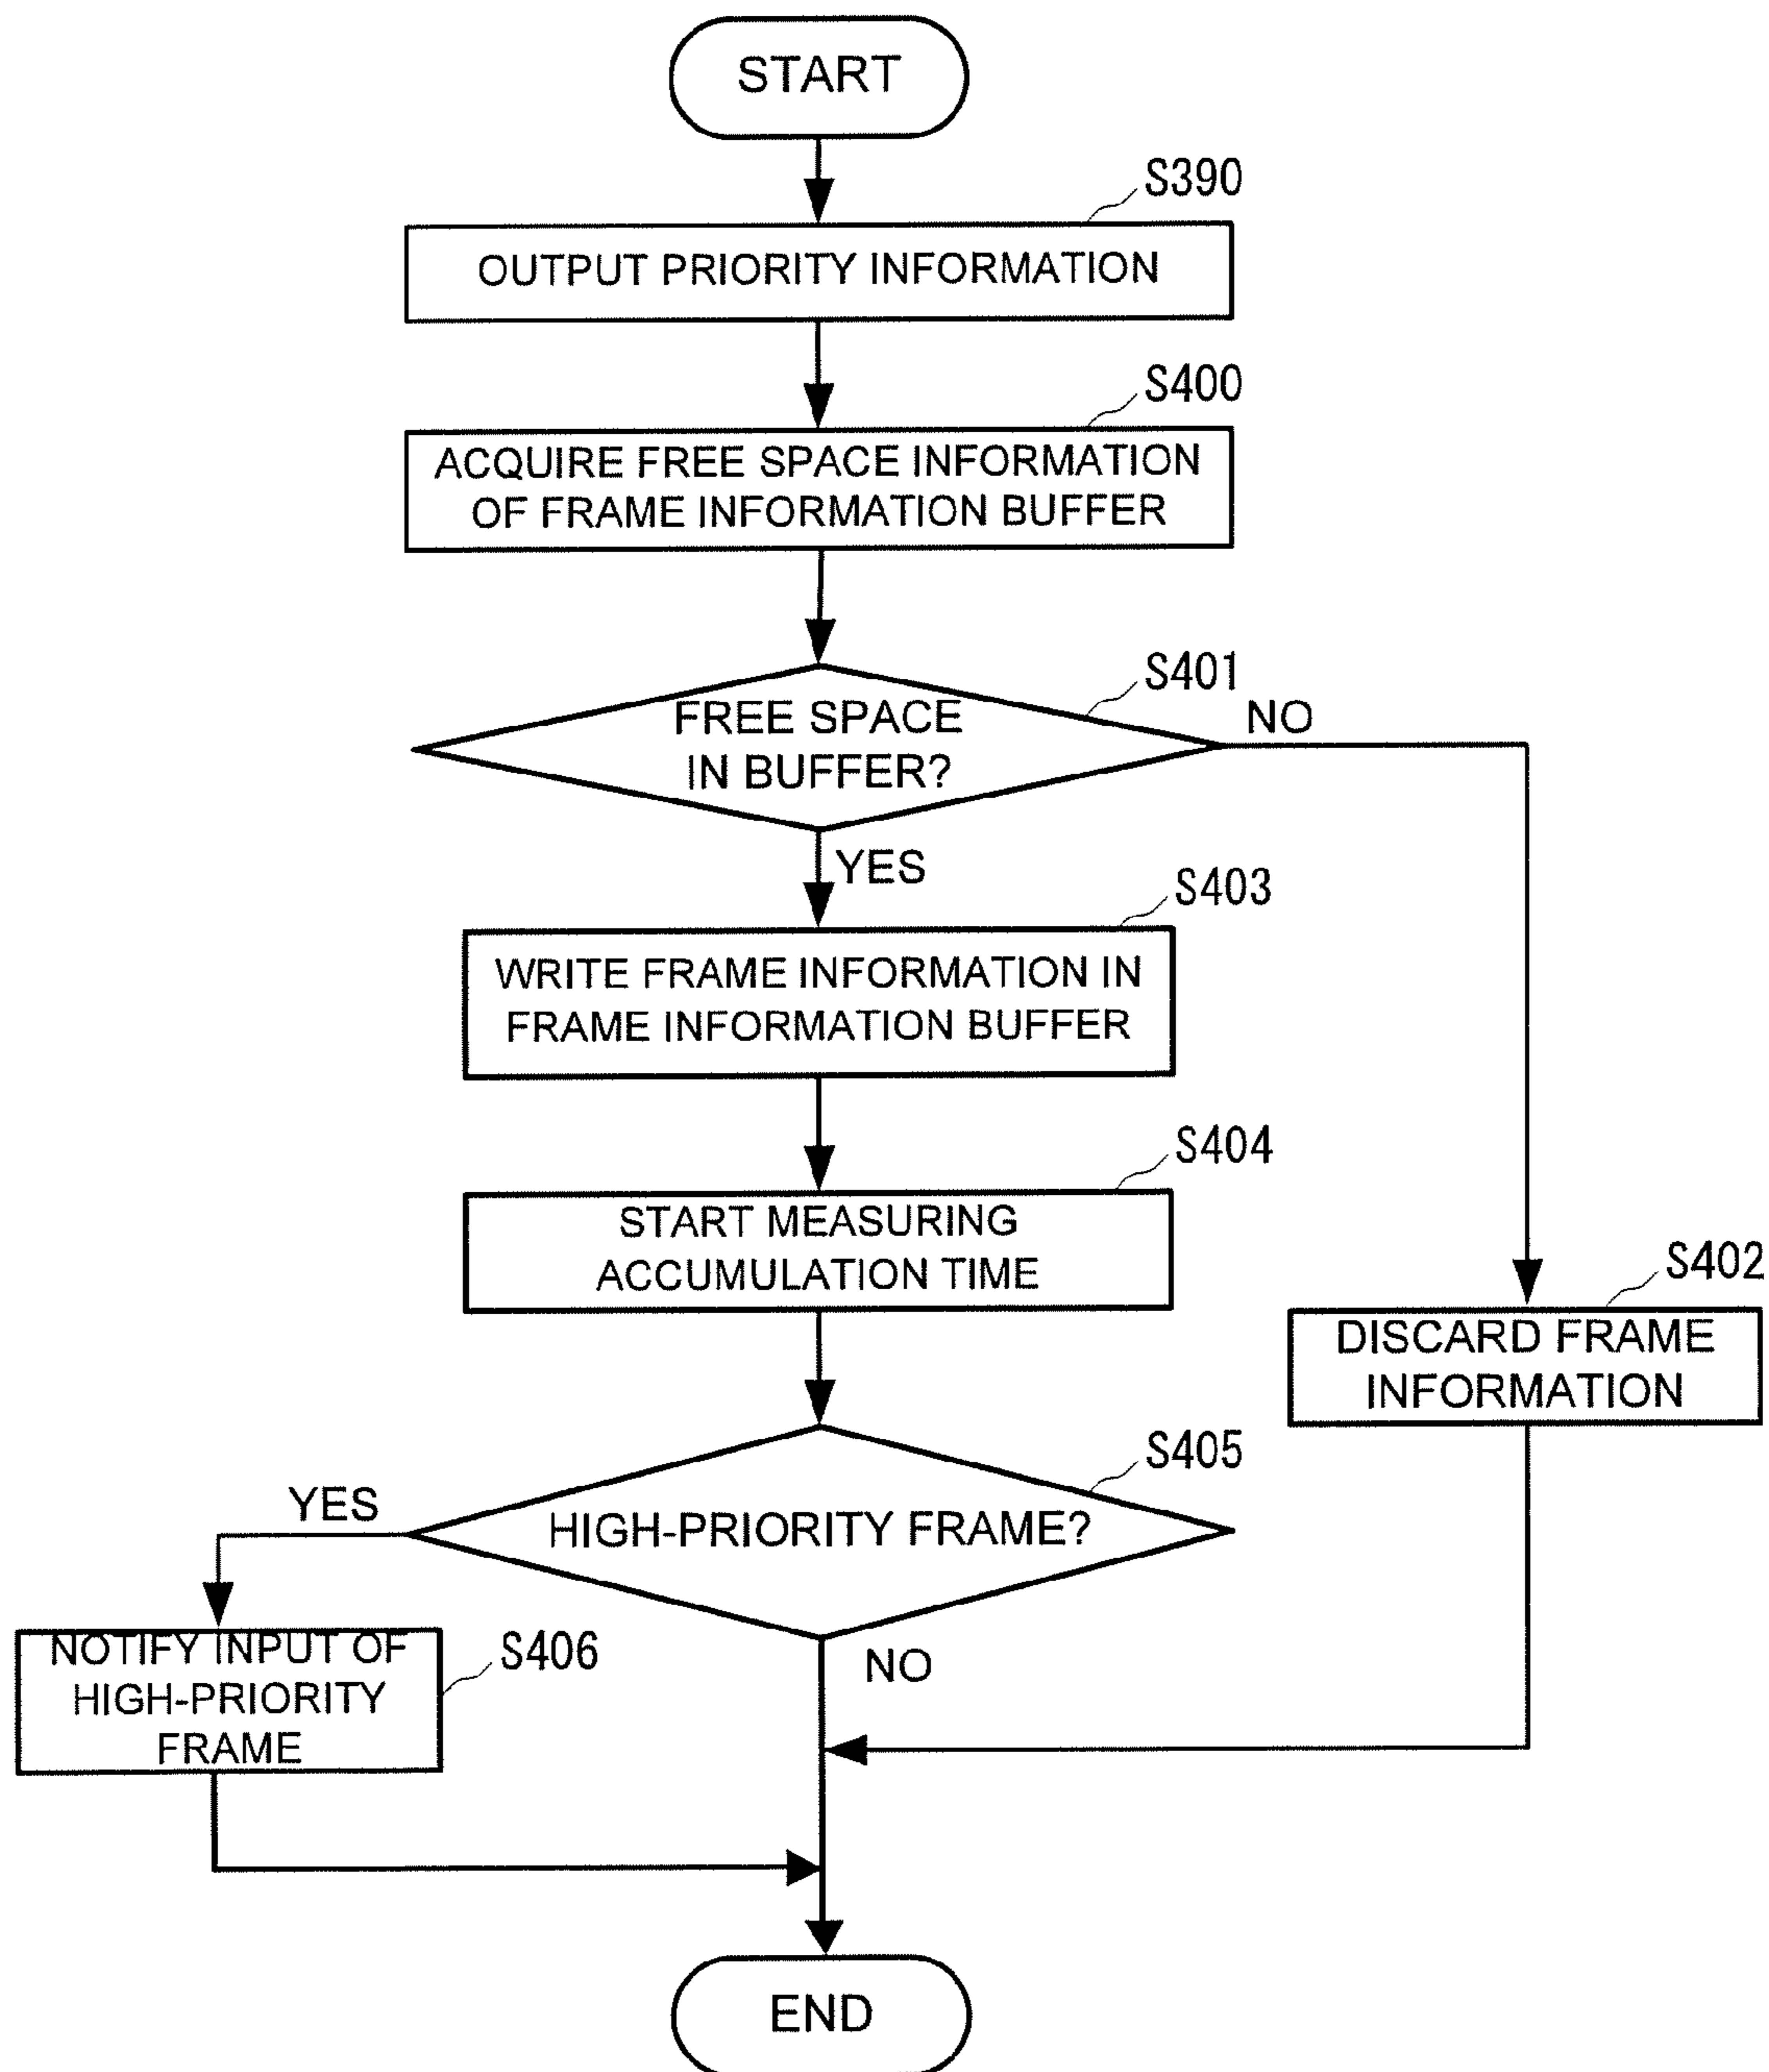 START
S390
OUTPUT PRIORITY INFORMATION
S400
ACQUIRE FREE SPACE INFORMATION
OF FRAME INFORMATION BUFFER
S401
FREE SPACE
IN BUFFER?
NO
YES
S403
WRITE FRAME INFORMATION IN
FRAME INFORMATION BUFFER
S404
START MEASURING
ACCUMULATION TIME
S402
DISCARD FRAME
INFORMATION
S405
HIGH-PRIORITY FRAME?
YES
NO
S406
NOTIFY INPUT OF
HIGH-PRIORITY
FRAME
END